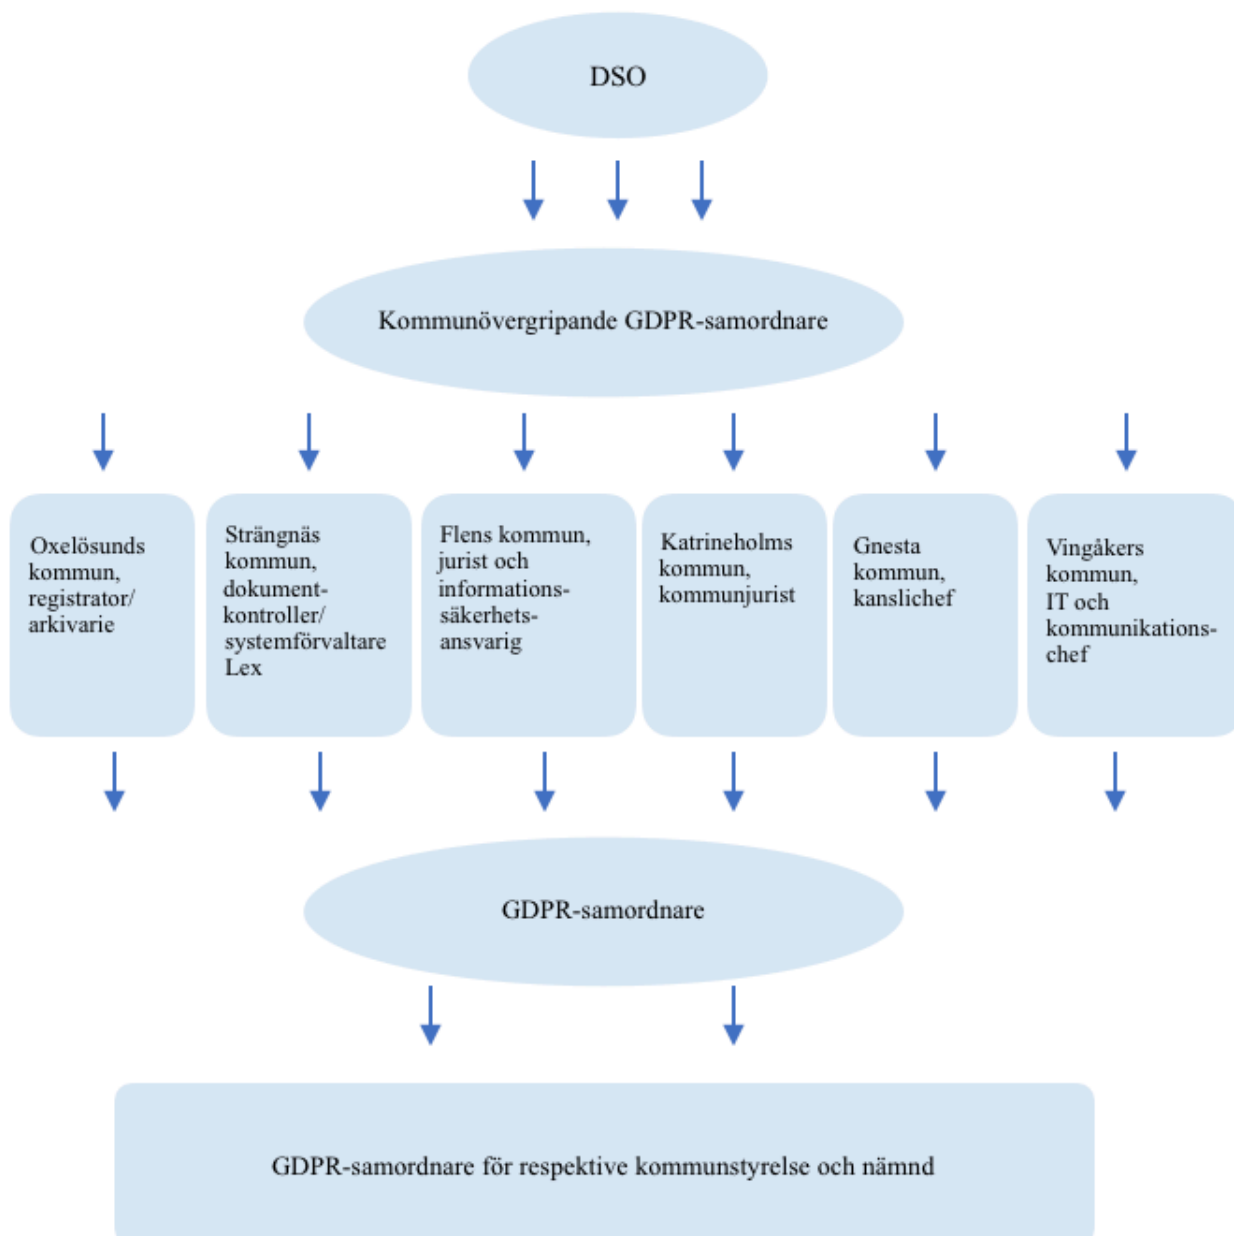 DSO
Kommunövergripande GDPR-samordnare
Oxelösunds
kommun,
registrator/
arkivarie
Strängnäs
kommun,
dokument-
kontroller/
systemförvaltare
Lex
Flens kommun,
jurist och
informations-
säkerhets-
ansvarig
Katrineholms
kommun,
kommunjurist
Gnesta
kommun,
kanslichef
Vingåkers
kommun,
IT och
kommunikations-
chef
GDPR-samordnare
GDPR-samordnare för respektive kommunstyrelse och nämnd